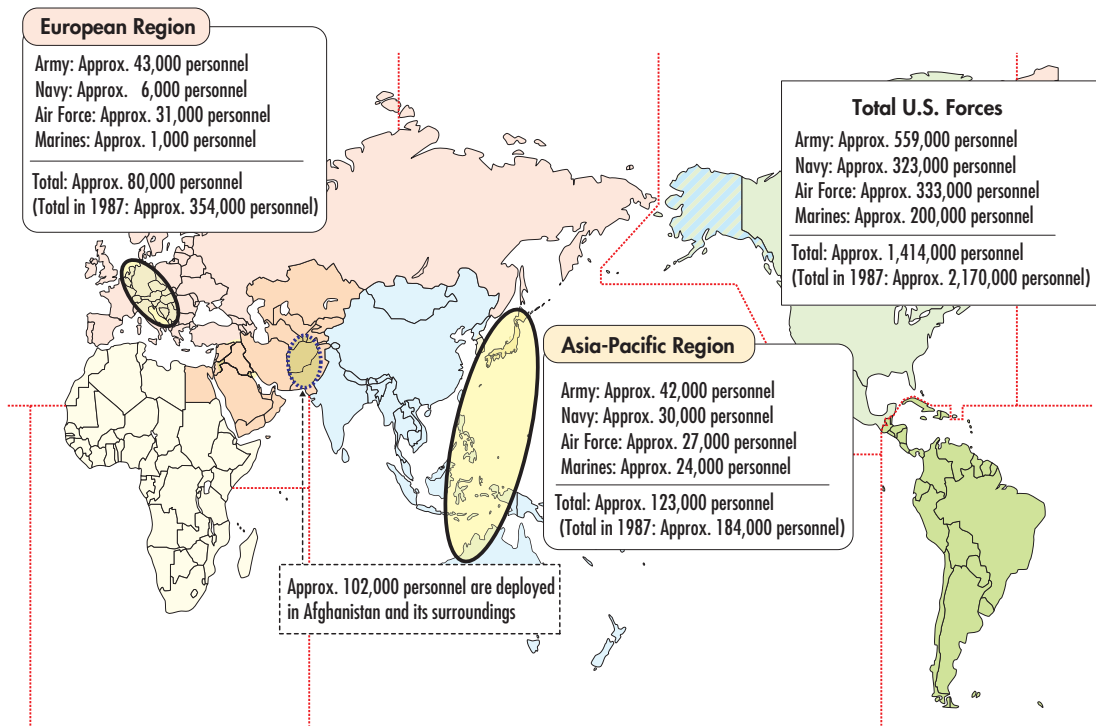 European Region
Army: Approx. 43,000 personnel
Navy: Approx. 6,000 personnel
Air Force: Approx. 31,000 personnel
Marines: Approx. 1,000 personnel
Total: Approx. 80,000 personnel
(Total in 1987: Approx. 354,000 personnel)
Total U.S. Forces
Army: Approx. 559,000 personnel
Navy: Approx. 323,000 personnel
Air Force: Approx. 333,000 personnel
Marines: Approx. 200,000 personnel
Total: Approx. 1,414,000 personnel
(Total in 1987: Approx. 2,170,000 personnel)
Asia-Pacific Region
Army: Approx. 42,000 personnel
Navy: Approx. 30,000 personnel
Air Force: Approx. 27,000 personnel
Marines: Approx. 24,000 personnel
Total: Approx. 123,000 personnel
(Total in 1987: Approx. 184,000 personnel)
Approx. 102,000 personnel are deployed
in Afghanistan and its surroundings